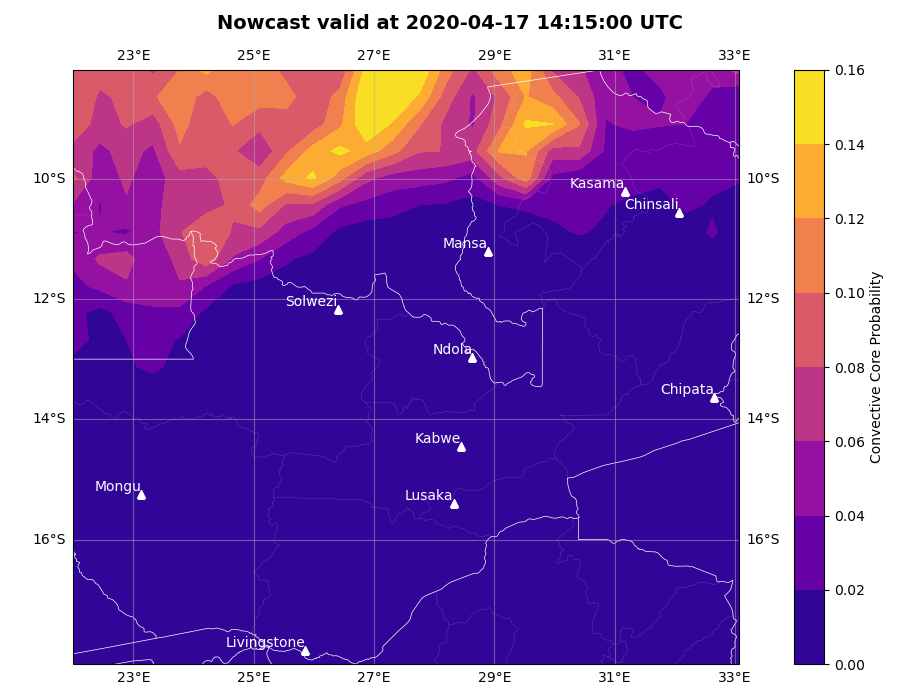 Nowcast valid at 2020-04-17 14:15:00 UTC
23°E 25°E 27°E 29°E 31°E 33°E
0.16
0.14
0.12
0.10
0.08
0.06
0.04
0.02
0.00
Convective Core Probability
10°S 10°S
12°S 12°S
14°S 14°S
16°S 16°S
Kasama
Chinsali
Mansa
Solwezi
Ndola
Chipata
Kabwe
Mongu
Lusaka
Livingstone
23°E 25°E 27°E 29°E 31°E 33°E